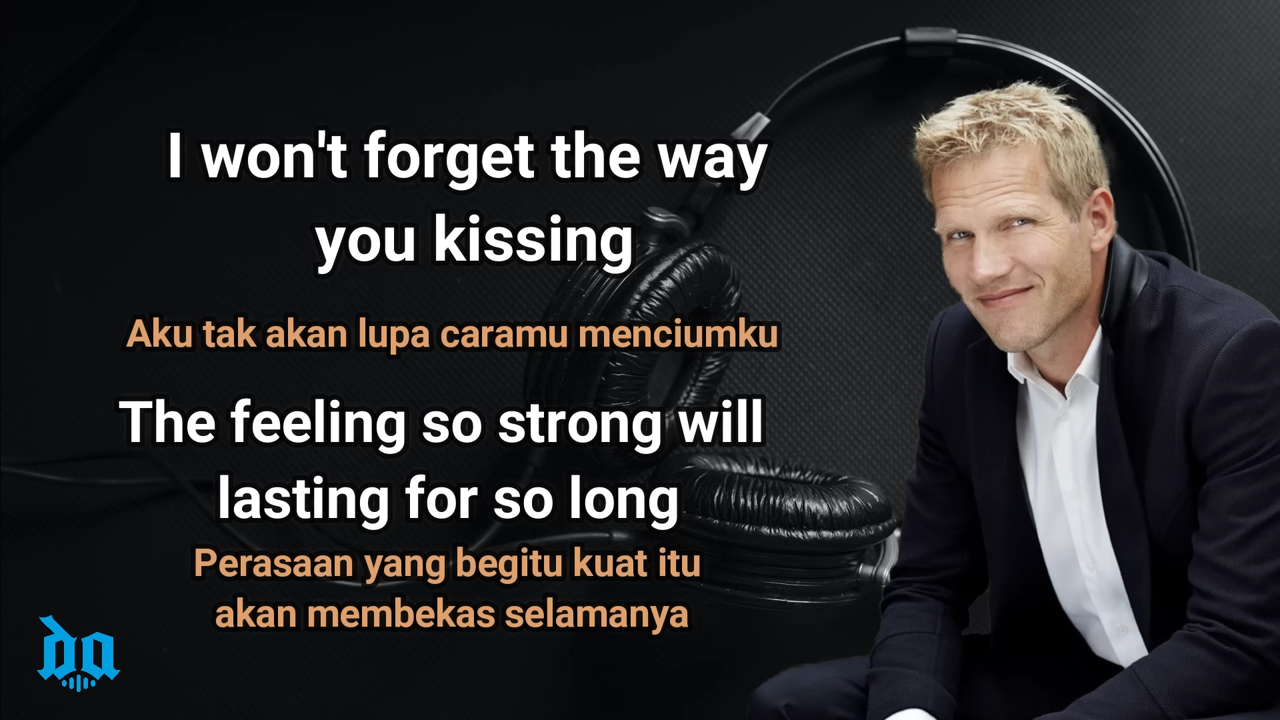 I won't forget the way
you kissing
Aku tak akan lupa caramu menciumku
The feeling so strong will
lasting for so long
Perasaan yang begitu kuat itu
akan membekas selamanya
da